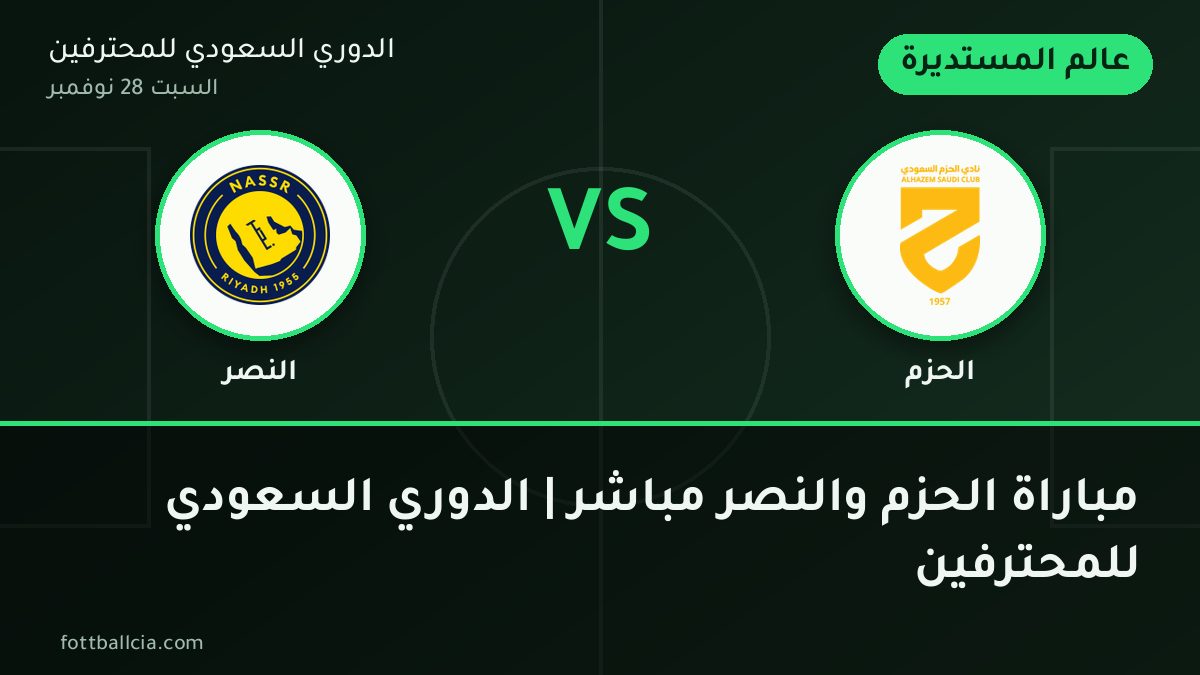 عالم المستديرة
الدوري السعودي للمحترفين
السبت 28 نوفمبر
نادي الحزم السعودي
ALHAZEM SAUDI CLUB
1957
VS
NASSR
RIYADH 1955
الحزم
النصر
مباراة الحزم والنصر مباشر | الدوري السعودي
للمحترفين
fottballcia.com